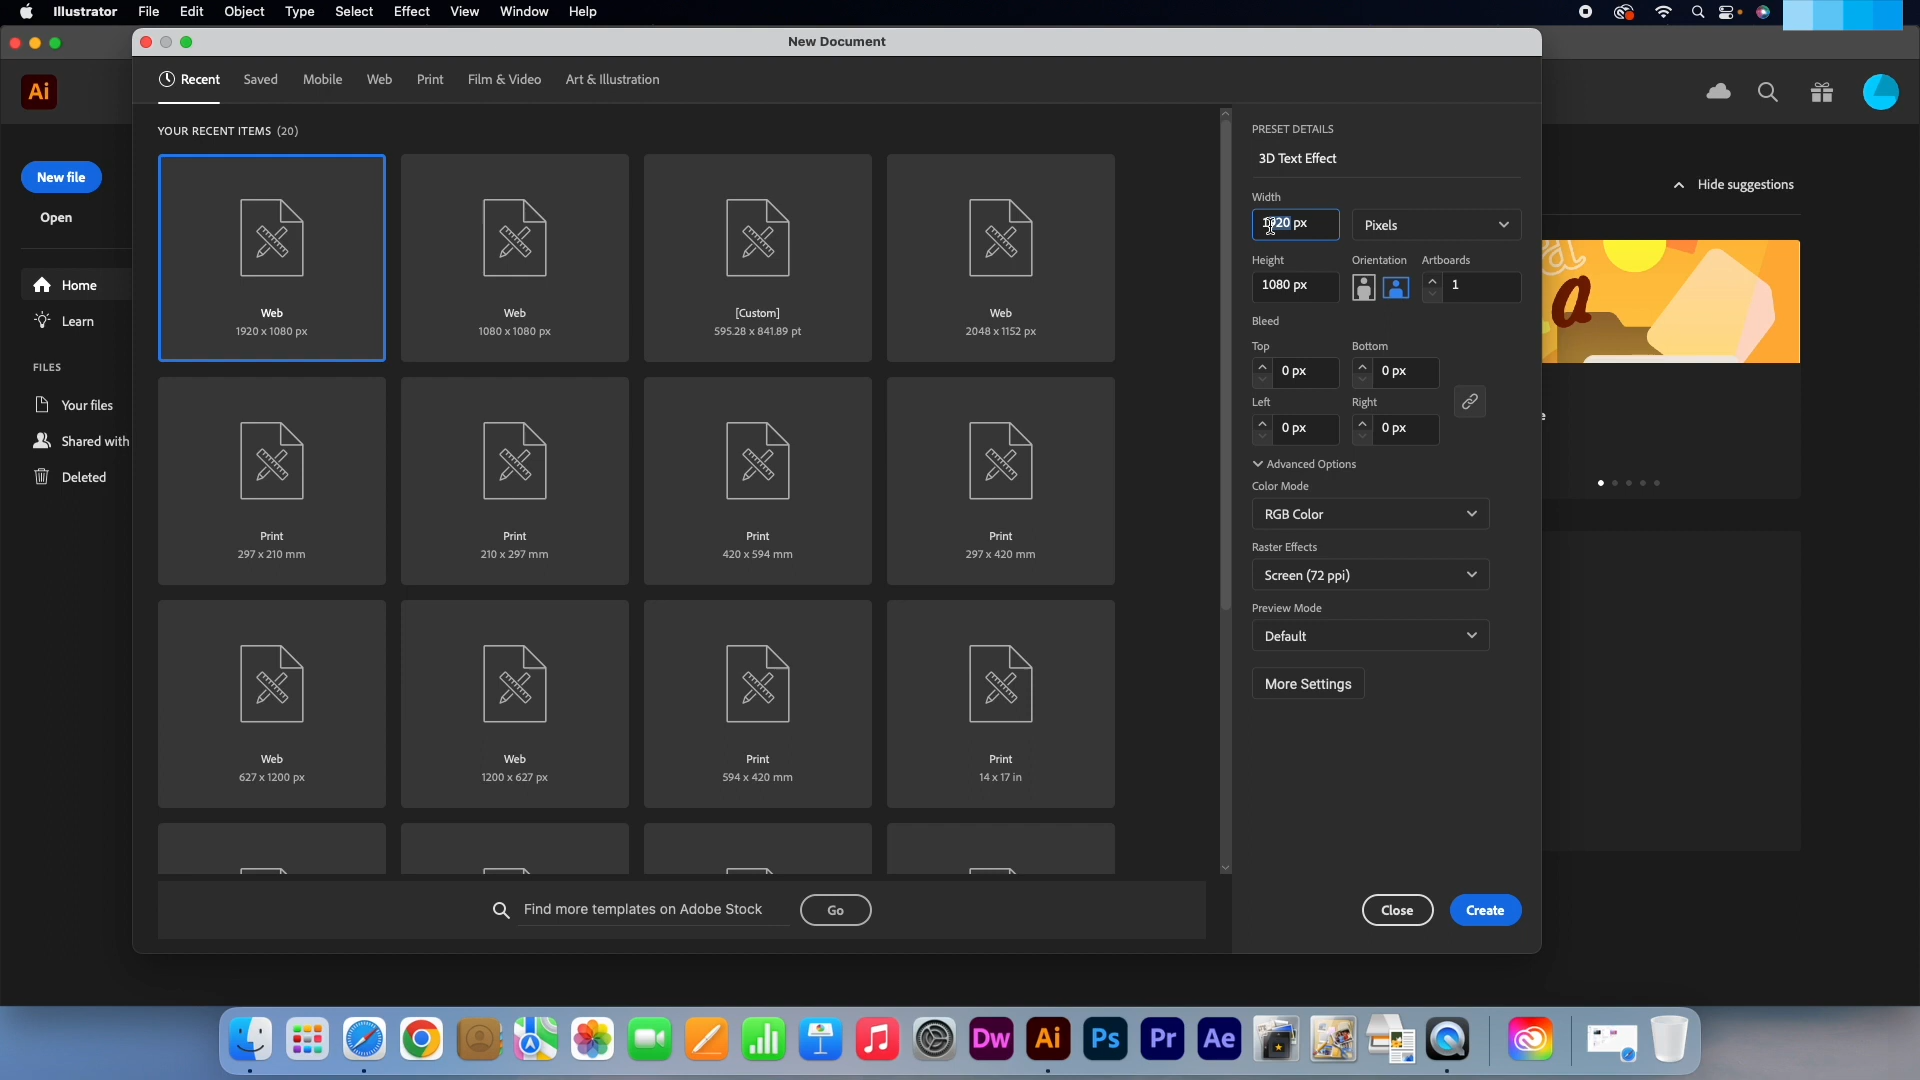 Illustrator File Edit Object Type Select Effect View Window Help
New Document
Ai
Recent Saved Mobile Web Print Film & Video Art & Illustration
New file
Open
Home
Learn
FILES
Your files
Shared with
Deleted
YOUR RECENT ITEMS (20)
Web
1920 x 1080 px
Web
1080 x 1080 px
[Custom]
595.28 x 841.89 pt
Web
2048 x 1152 px
Print
297 x 210 mm
Print
210 x 297 mm
Print
420 x 594 mm
Print
297 x 420 mm
Web
627 x 1200 px
Web
1200 x 627 px
Print
594 x 420 mm
Print
14 x 17 in
Find more templates on Adobe Stock
Go
PRESET DETAILS
3D Text Effect
Width
1920 px
Pixels
Height Orientation Artboards
1080 px
1
Bleed
Top Bottom
0 px 0 px
Left Right
0 px 0 px
Advanced Options
Color Mode
RGB Color
Raster Effects
Screen (72 ppi)
Preview Mode
Default
More Settings
Close
Create
Hide suggestions
a
a
e
Dw Ai Ps Pr Ae